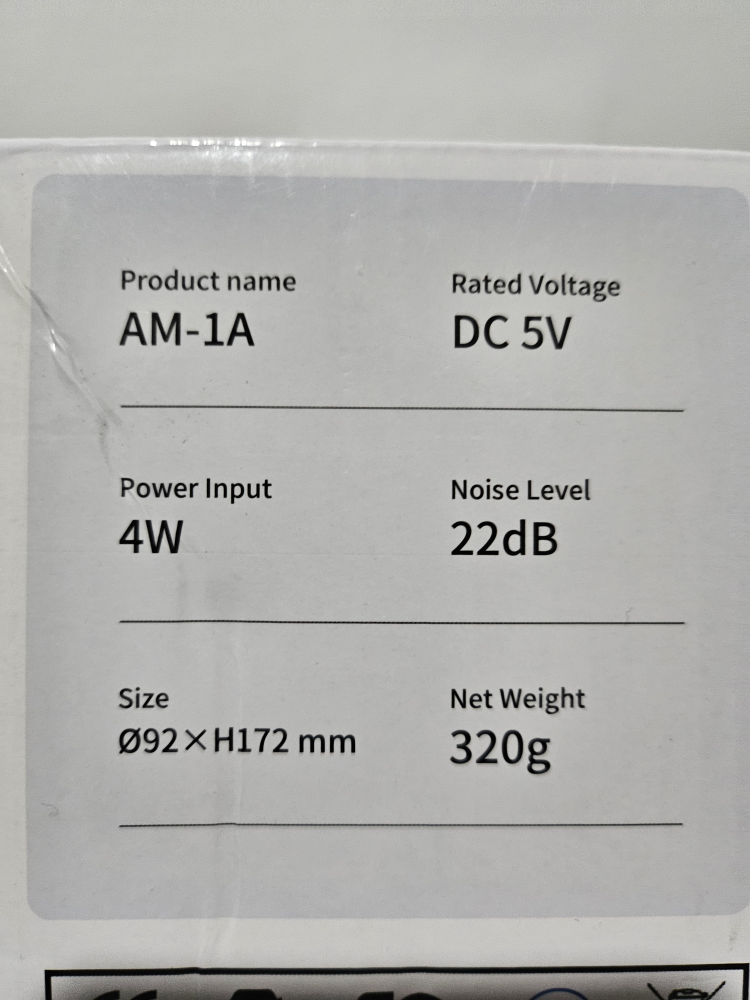 Product name
AM-1A
Rated Voltage
DC 5V
Power Input
4W
Noise Level
22dB
Size
Ø92×H172 mm
Net Weight
320g